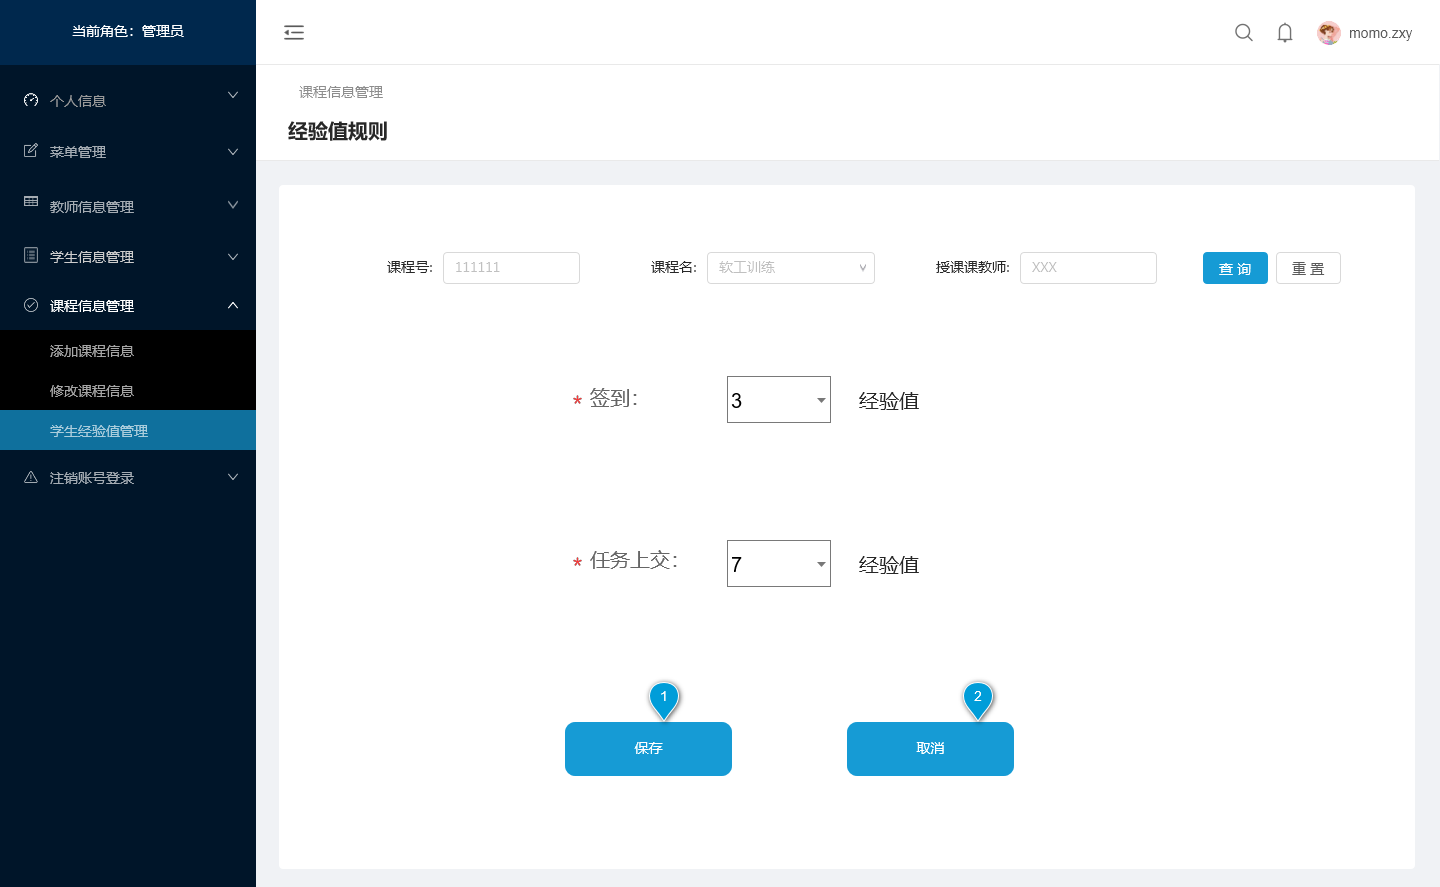 当前角色：管理员
momo.zxy
个人信息
菜单管理
教师信息管理
学生信息管理
课程信息管理
添加课程信息
修改课程信息
学生经验值管理
注销账号登录
课程信息管理
经验值规则
课程号: 111111 课程名: 软工训练 授课课教师: XXX 查 询 重 置
* 签到： 3 经验值
* 任务上交： 7 经验值
1 2
保存 取消